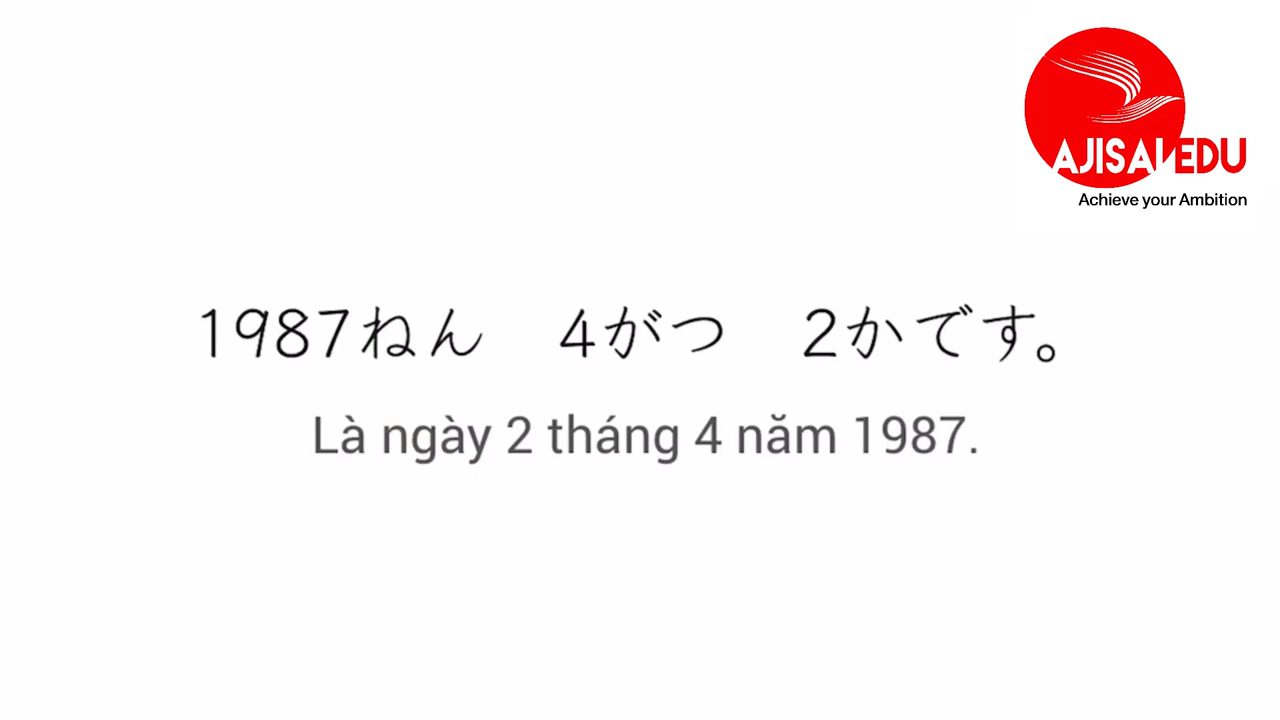 AJISAI EDU
Achieve your Ambition
1987ねん　4がつ　2かです。
Là ngày 2 tháng 4 năm 1987.